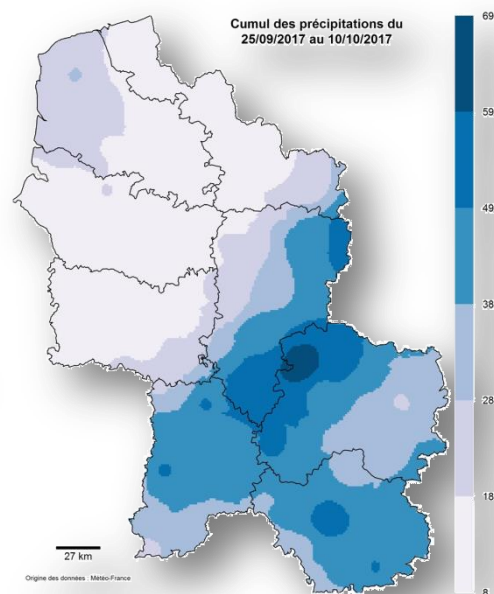 Cumul des précipitations du
25/09/2017 au 10/10/2017
69
59
49
38
28
18
8
27 km
Origine des données : Météo-France